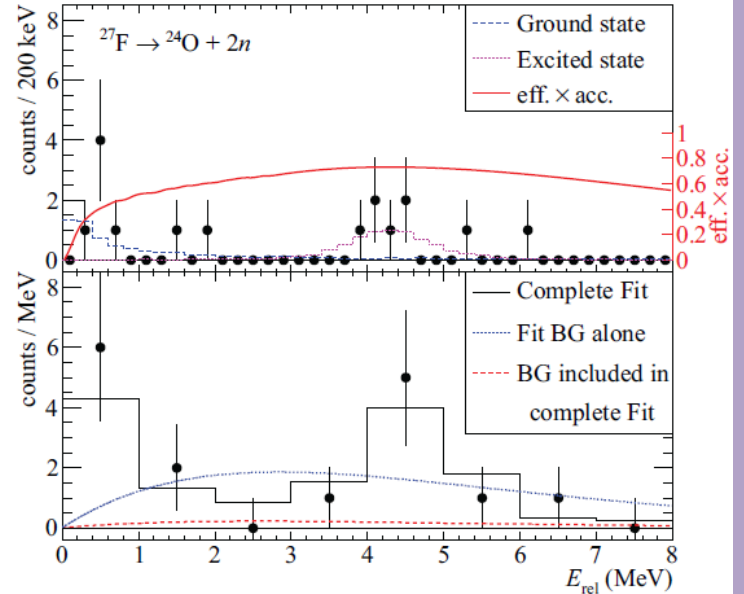 8
6
4
2
0
counts / 200 keV
²⁷F → ²⁴O + 2n
Ground state
Excited state
eff. × acc.
1
0.8
0.6
0.4
0.2
0
eff. × acc.
8
6
4
2
0
counts / MeV
Complete Fit
Fit BG alone
BG included in
complete Fit
0 1 2 3 4 5 6 7 8
E_rel (MeV)